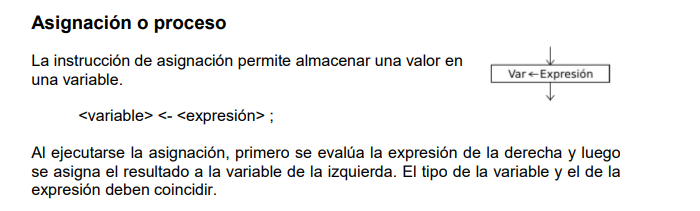 Asignación o proceso
La instrucción de asignación permite almacenar una valor en
una variable.
Var←Expresión
<variable> <- <expresión> ;
Al ejecutarse la asignación, primero se evalúa la expresión de la derecha y luego
se asigna el resultado a la variable de la izquierda. El tipo de la variable y el de la
expresión deben coincidir.